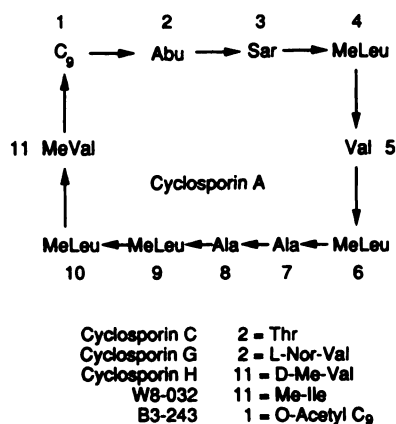 1 2 3 4
C9 Abu Sar MeLeu
11 MeVal Val 5
Cyclosporin A
MeLeu MeLeu Ala Ala MeLeu
10 9 8 7 6
Cyclosporin C 2 = Thr
Cyclosporin G 2 = L-Nor-Val
Cyclosporin H 11 = D-Me-Val
W8-032 11 = Me-Ile
B3-243 1 = O-Acetyl C9